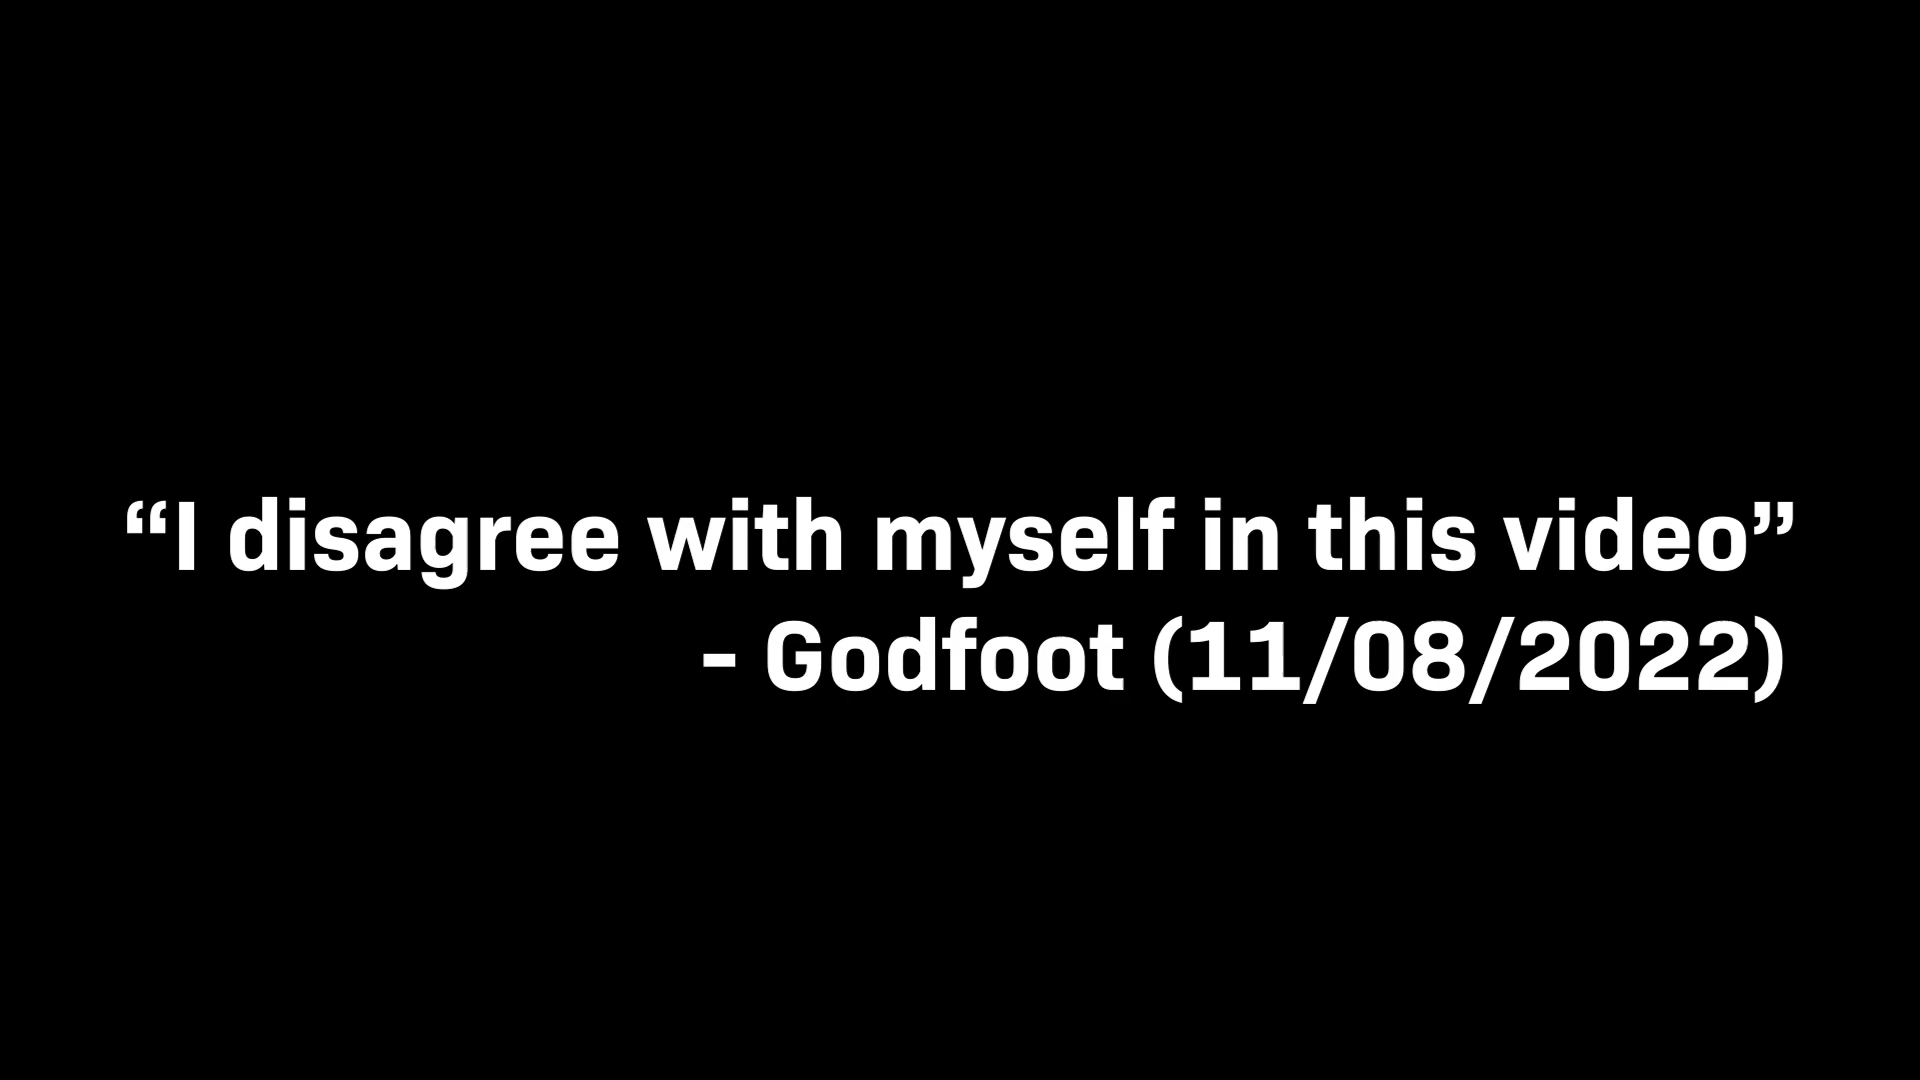 “I disagree with myself in this video”
- Godfoot (11/08/2022)